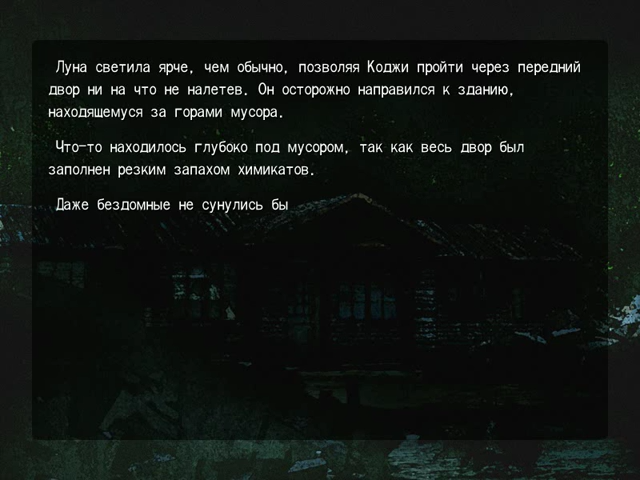 Луна светила ярче, чем обычно, позволяя Коджи пройти через передний
двор ни на что не налетев. Он осторожно направился к зданию,
находящемуся за горами мусора.
Что-то находилось глубоко под мусором, так как весь двор был
заполнен резким запахом химикатов.
Даже бездомные не сунулись бы